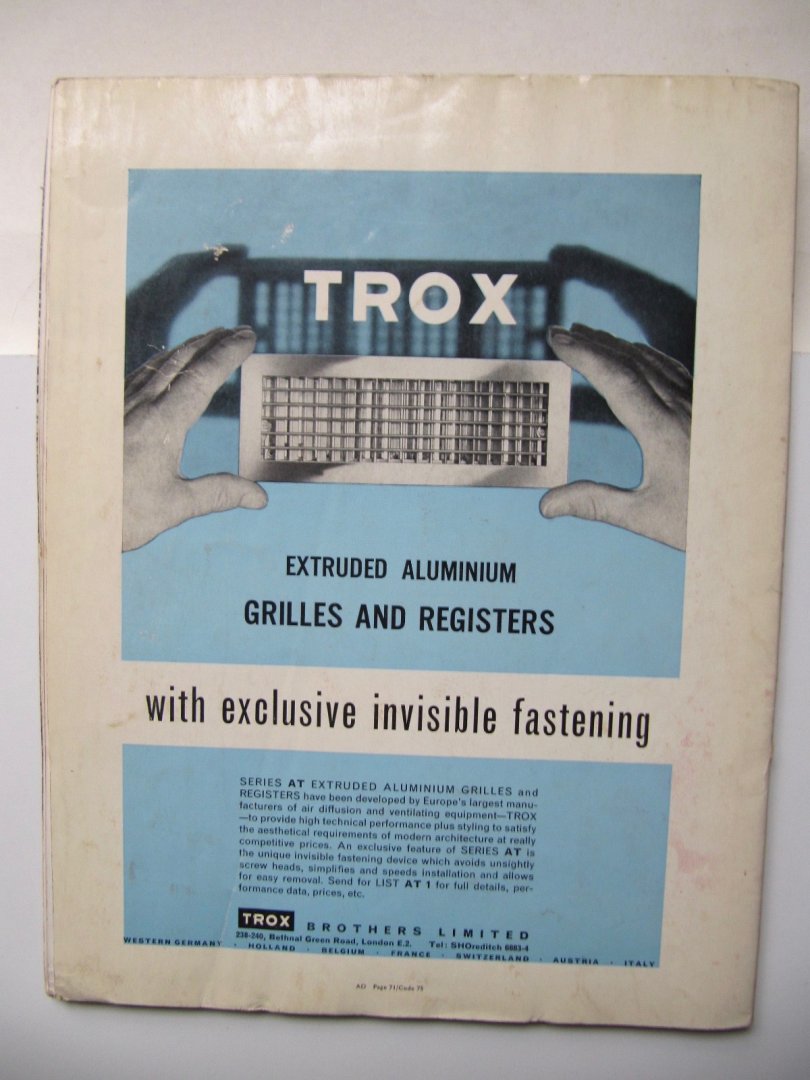 TROX
EXTRUDED ALUMINIUM
GRILLES AND REGISTERS
with exclusive invisible fastening
SERIES AT EXTRUDED ALUMINIUM GRILLES and
REGISTERS have been developed by Europe's largest manu-
facturers of air diffusion and ventilating equipment—TROX
—to provide high technical performance plus styling to satisfy
the aesthetical requirements of modern architecture at really
competitive prices. An exclusive feature of SERIES AT is
the unique invisible fastening device which avoids unsightly
screw heads, simplifies and speeds installation and allows
for easy removal. Send for LIST AT 1 for full details, per-
formance data, prices, etc.
TROX BROTHERS LIMITED
238-240, Bethnal Green Road, London E.2. Tel: SHOreditch 6883-4
WESTERN GERMANY · HOLLAND · BELGIUM · FRANCE · SWITZERLAND · AUSTRIA · ITALY
AD Page 71/Code 75